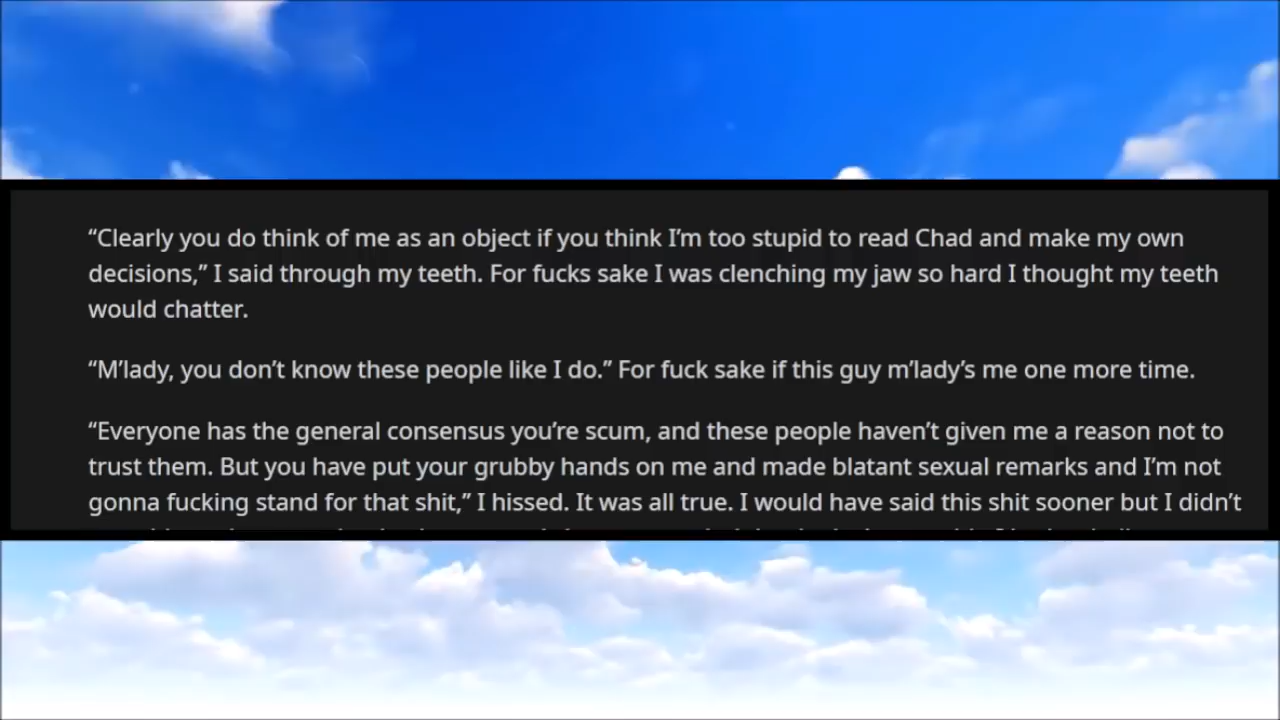 “Clearly you do think of me as an object if you think I’m too stupid to read Chad and make my own
decisions,” I said through my teeth. For fucks sake I was clenching my jaw so hard I thought my teeth
would chatter.
“M’lady, you don’t know these people like I do.” For fuck sake if this guy m’lady’s me one more time.
“Everyone has the general consensus you’re scum, and these people haven’t given me a reason not to
trust them. But you have put your grubby hands on me and made blatant sexual remarks and I’m not
gonna fucking stand for that shit,” I hissed. It was all true. I would have said this shit sooner but I didn’t